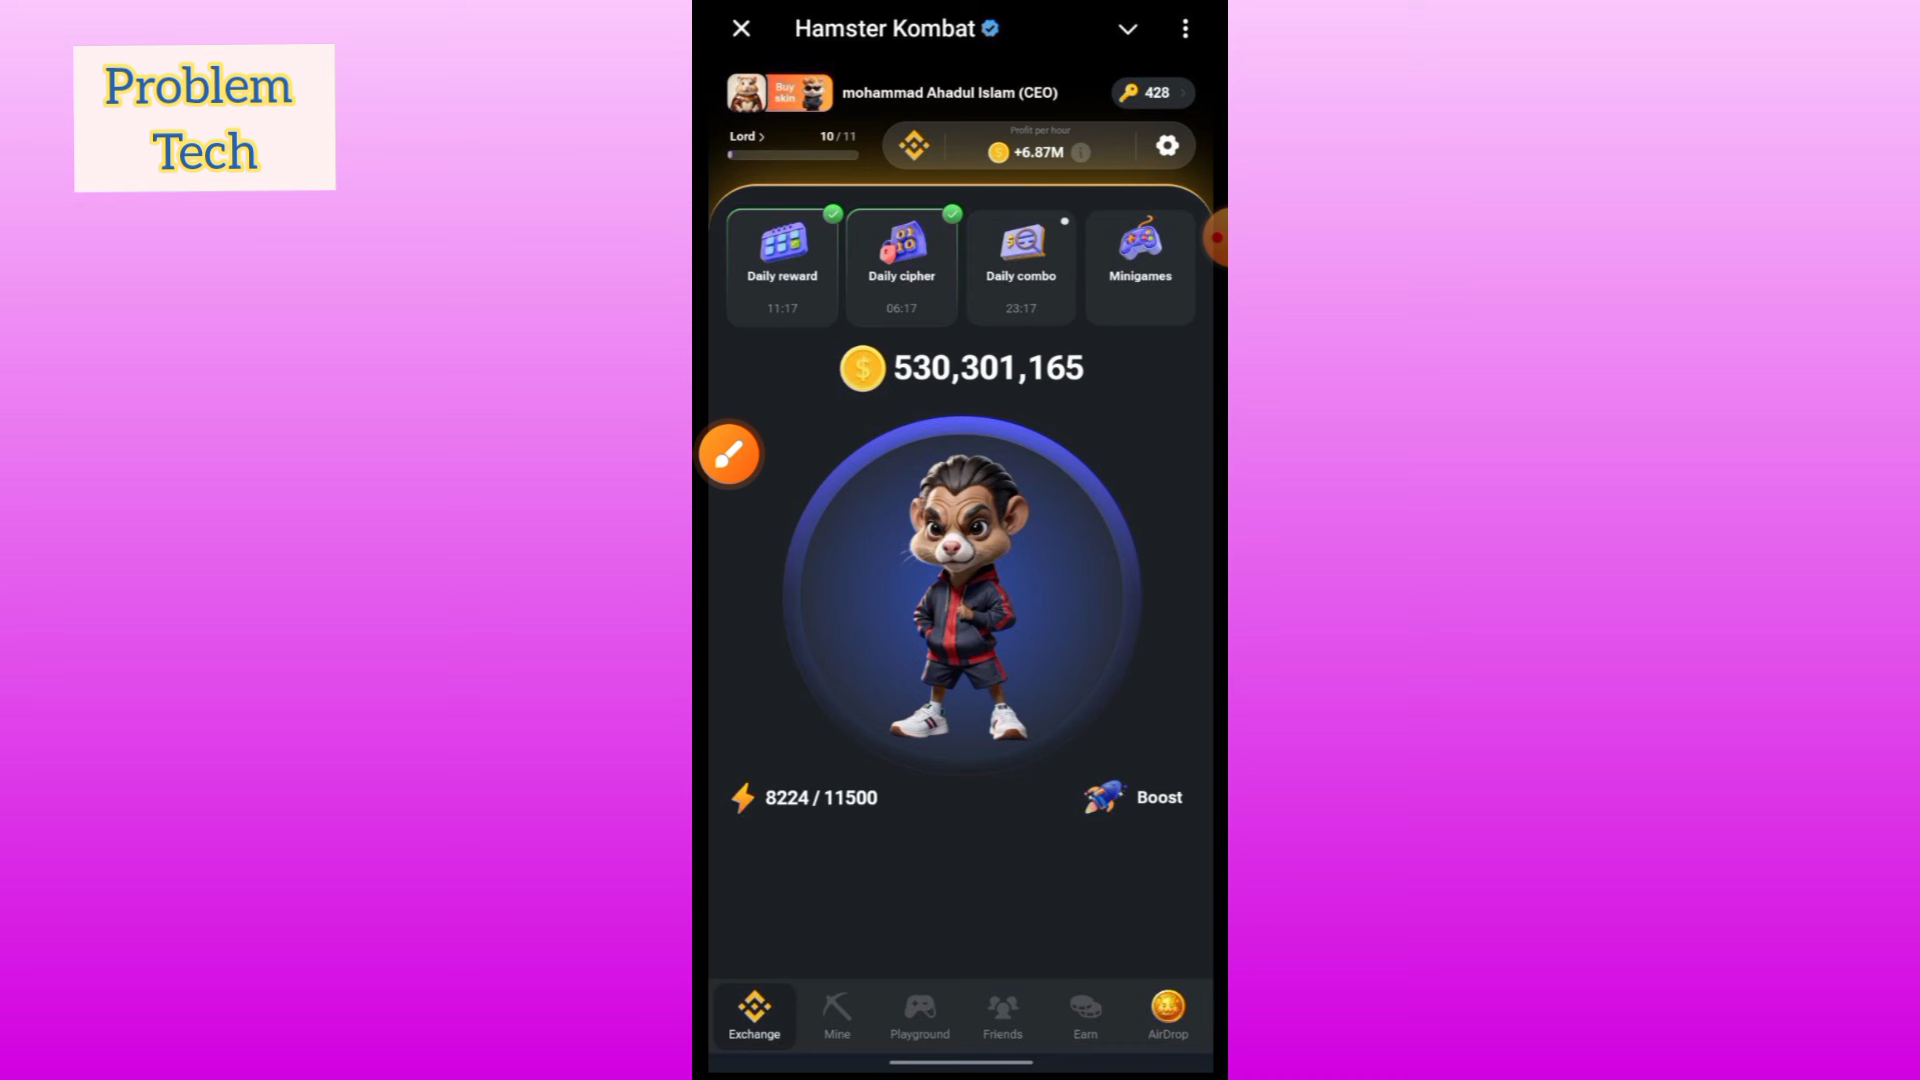 Problem
Tech
Hamster Kombat
Buy
skin
mohammad Ahadul Islam (CEO)
428
Lord
10/11
Profit per hour
+6.87M
Daily reward
11:17
Daily cipher
06:17
Daily combo
23:17
Minigames
530,301,165
8224 / 11500
Boost
Exchange
Mine
Playground
Friends
Earn
AirDrop